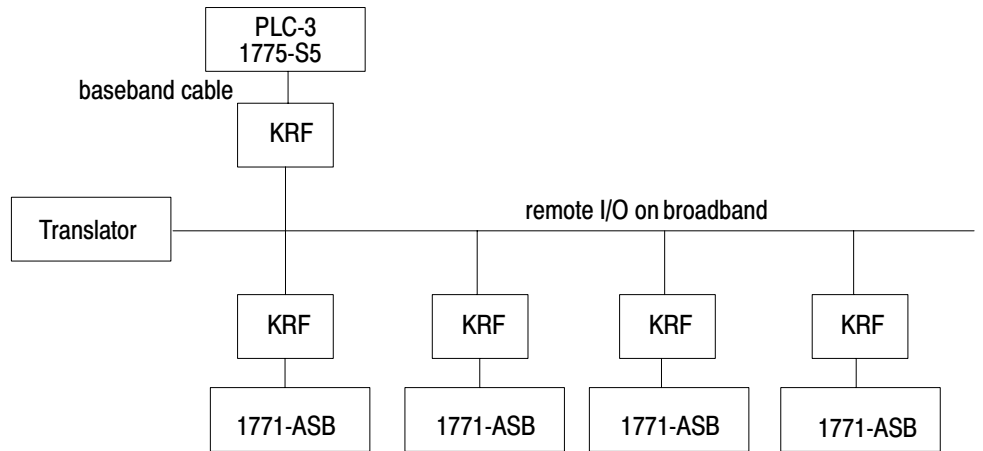 PLC-3
1775-S5
baseband cable
KRF
remote I/O on broadband
Translator
KRF
KRF
KRF
KRF
1771-ASB
1771-ASB
1771-ASB
1771-ASB